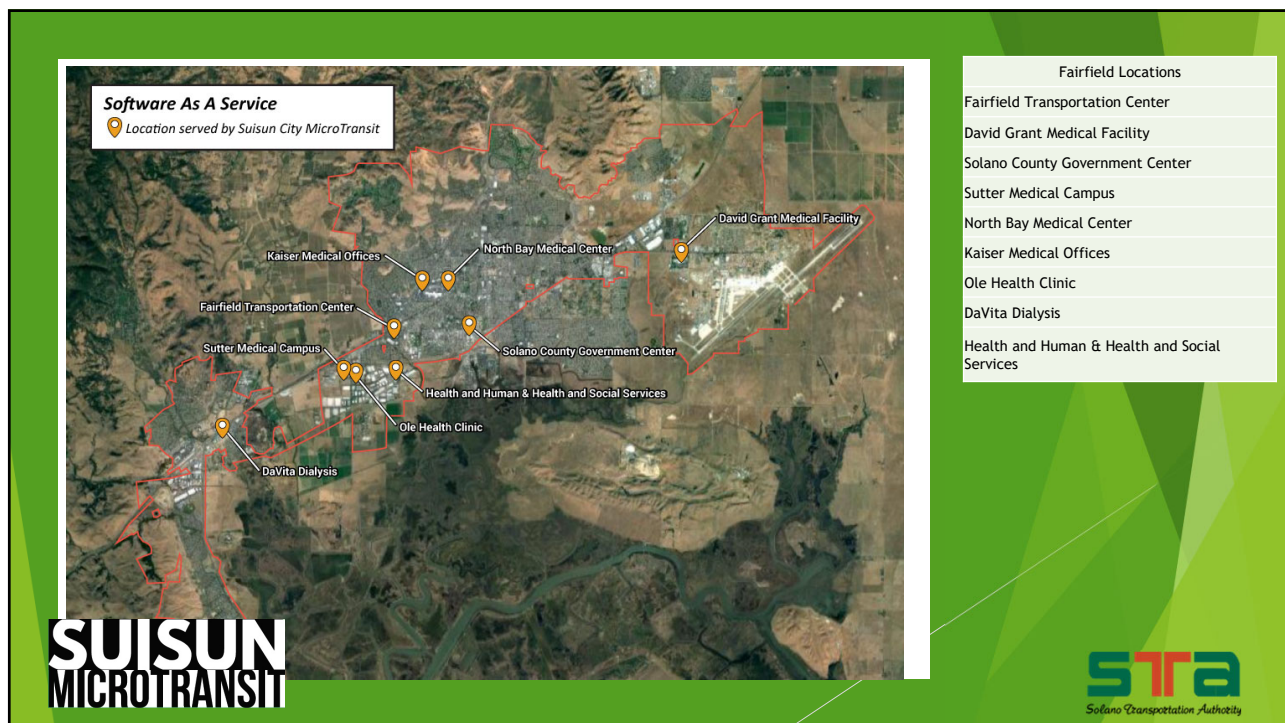 Software As A Service
Location served by Suisun City MicroTransit
David Grant Medical Facility
North Bay Medical Center
Kaiser Medical Offices
Fairfield Transportation Center
Solano County Government Center
Sutter Medical Campus
Health and Human & Health and Social Services
Ole Health Clinic
DaVita Dialysis
SUISUN
MICROTRANSIT
Fairfield Locations
Fairfield Transportation Center
David Grant Medical Facility
Solano County Government Center
Sutter Medical Campus
North Bay Medical Center
Kaiser Medical Offices
Ole Health Clinic
DaVita Dialysis
Health and Human & Health and Social
Services
STa
Solano Transportation Authority